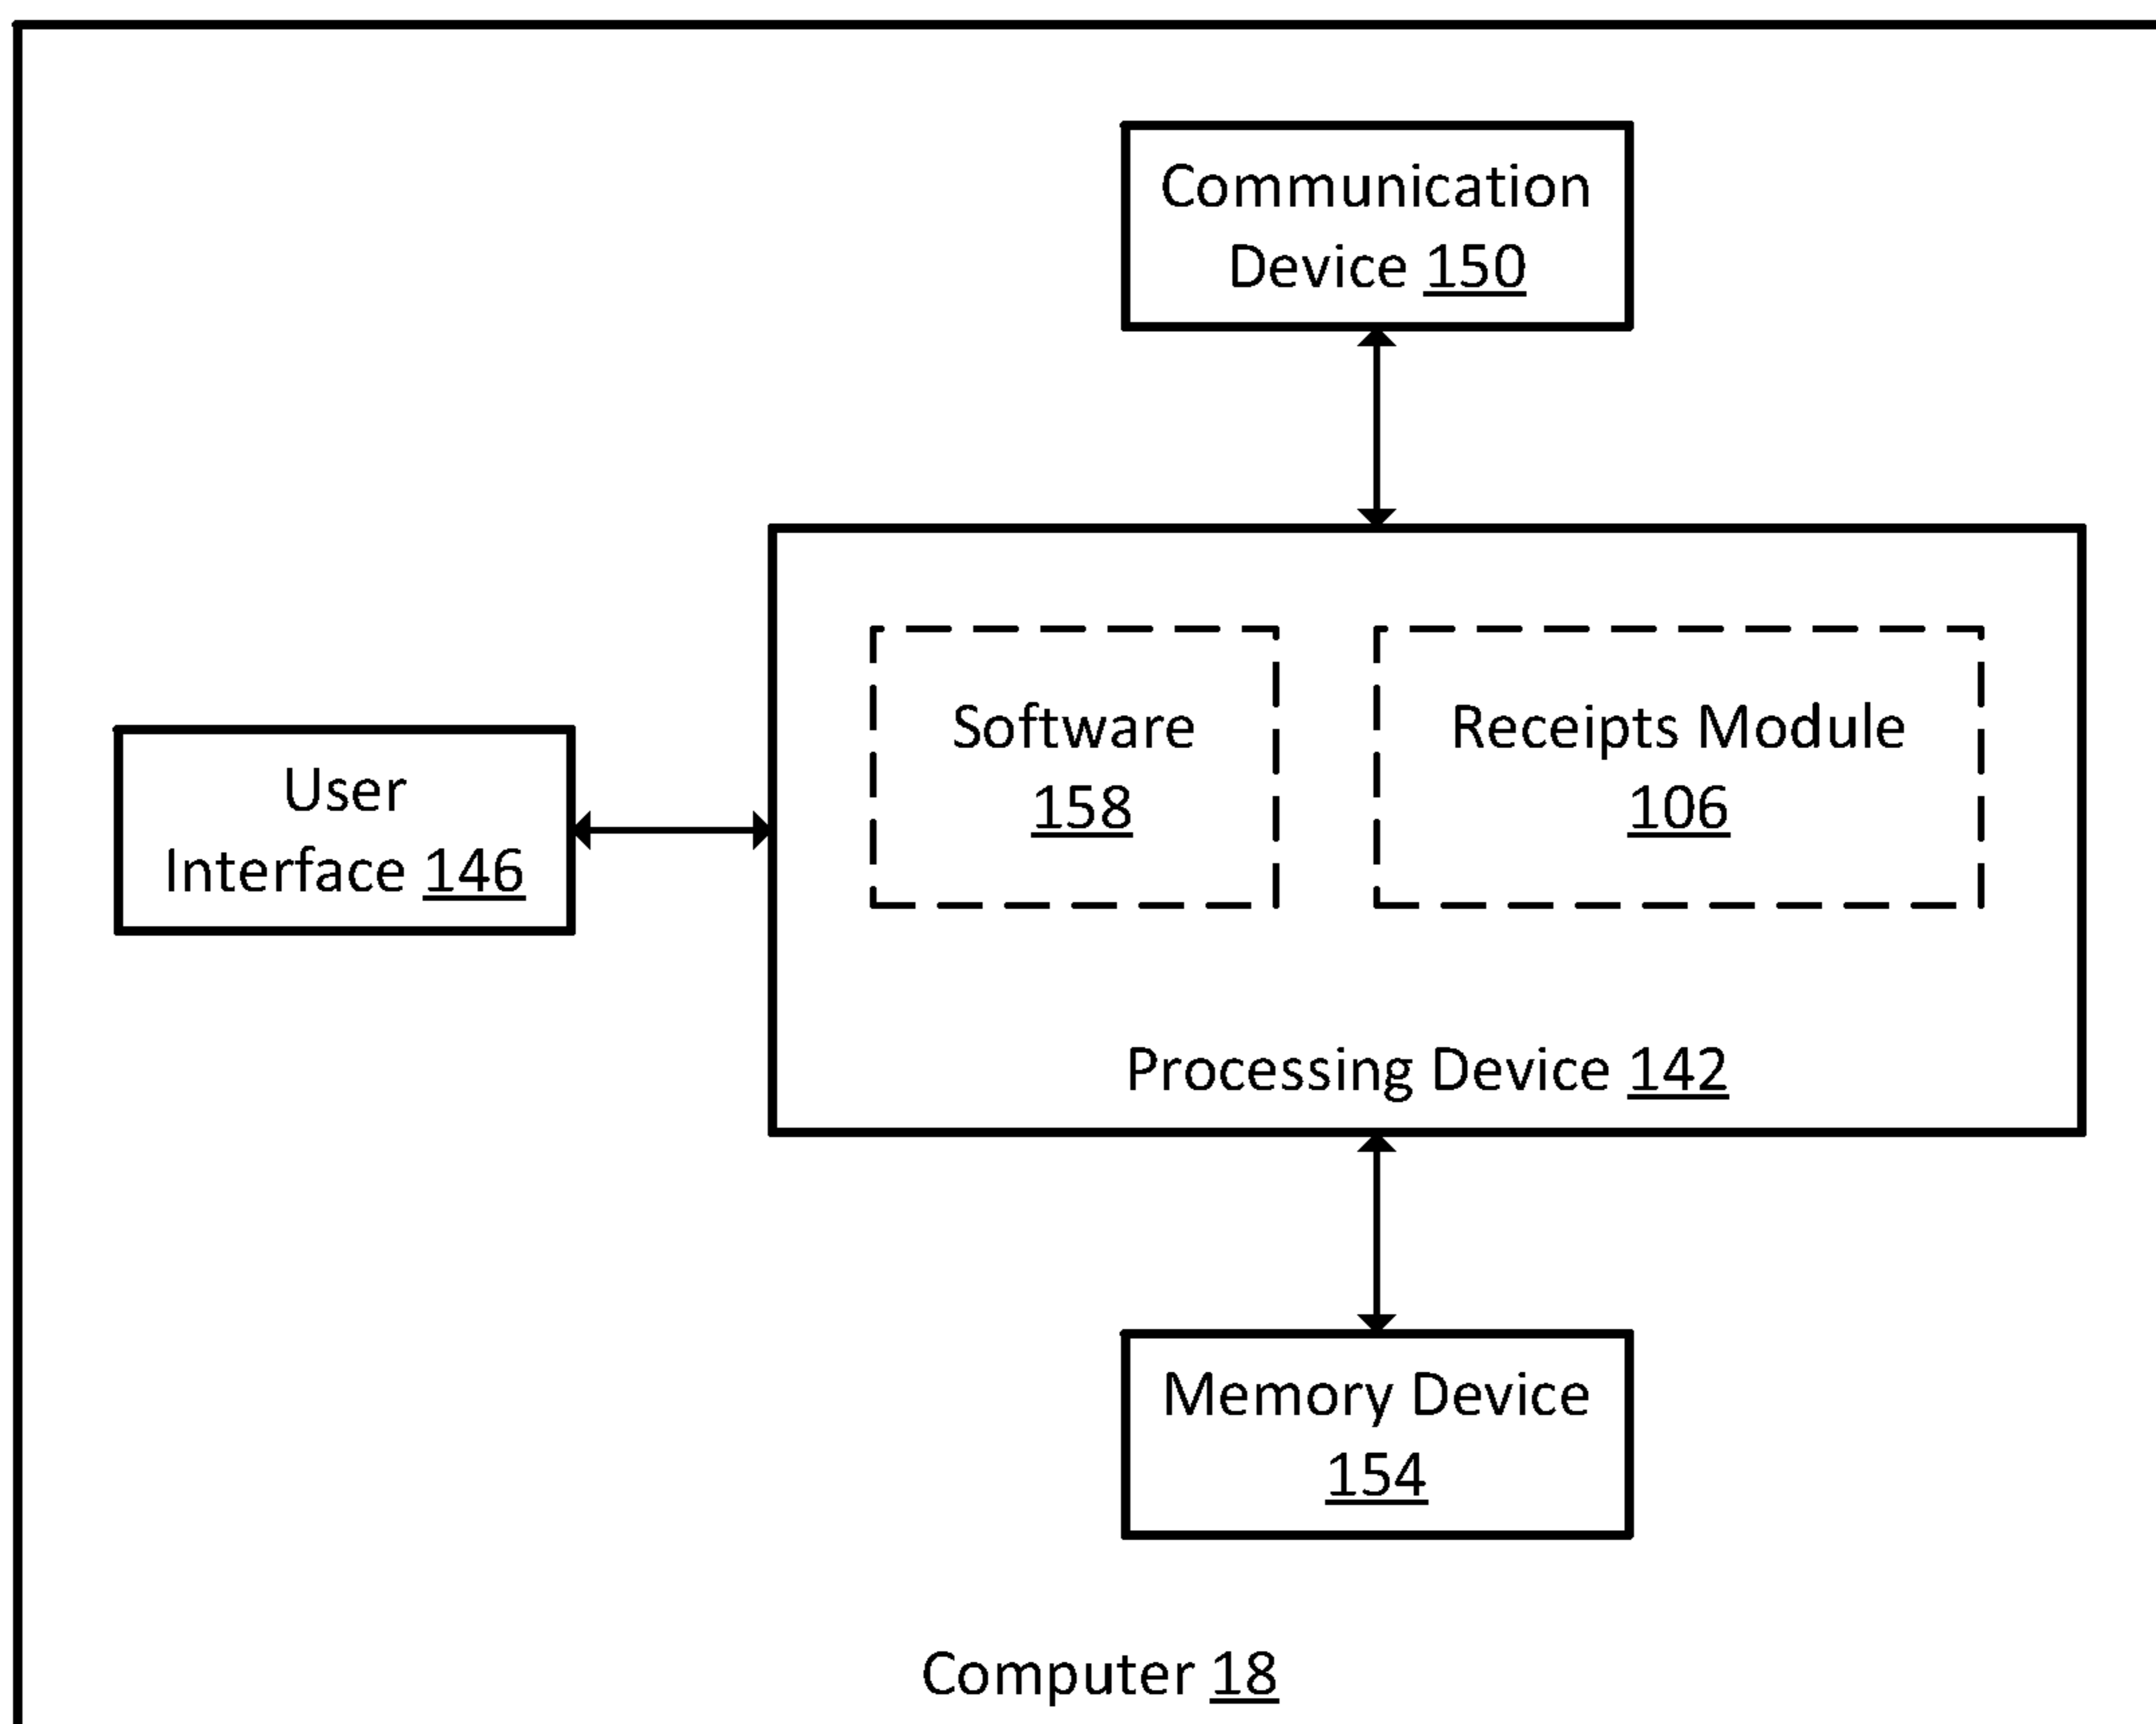 Communication
Device 150
Software
158
Receipts Module
106
User
Interface 146
Processing Device 142
Memory Device
154
Computer 18